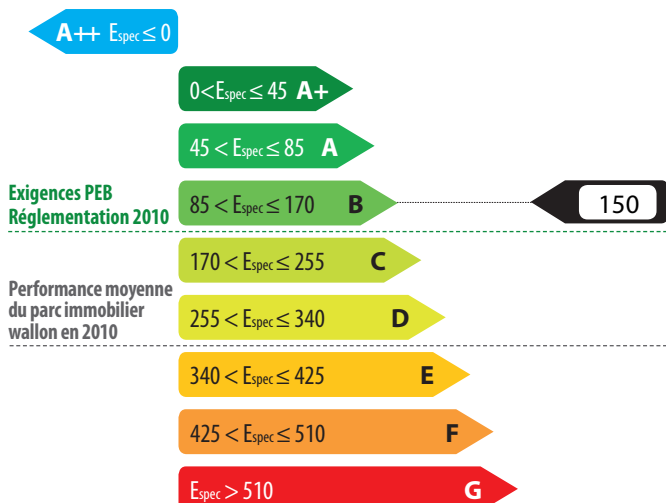 A++ Espec ≤ 0
0<Espec ≤ 45 A+
45 < Espec ≤ 85 A
Exigences PEB
Réglementation 2010
85 < Espec ≤ 170 B
150
170 < Espec ≤ 255 C
Performance moyenne
du parc immobilier
wallon en 2010
255 < Espec ≤ 340 D
340 < Espec ≤ 425 E
425 < Espec ≤ 510 F
Espec > 510 G